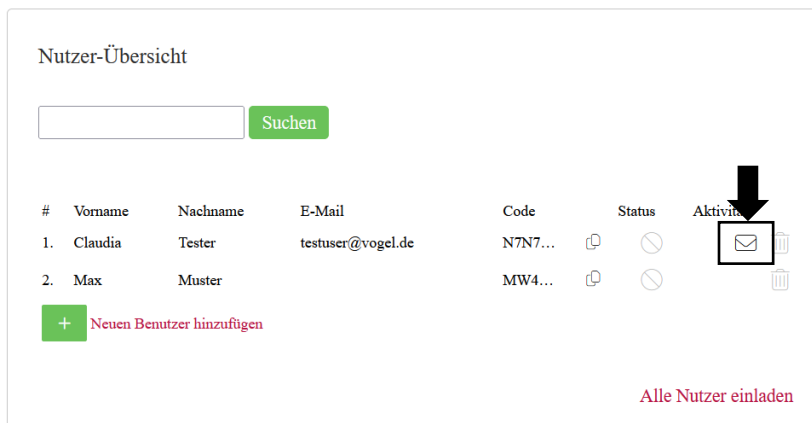 Nutzer-Übersicht
Suchen
# Vorname Nachname E-Mail Code Status Aktivitä
1. Claudia Tester testuser@vogel.de N7N7...
2. Max Muster MW4...
+ Neuen Benutzer hinzufügen
Alle Nutzer einladen